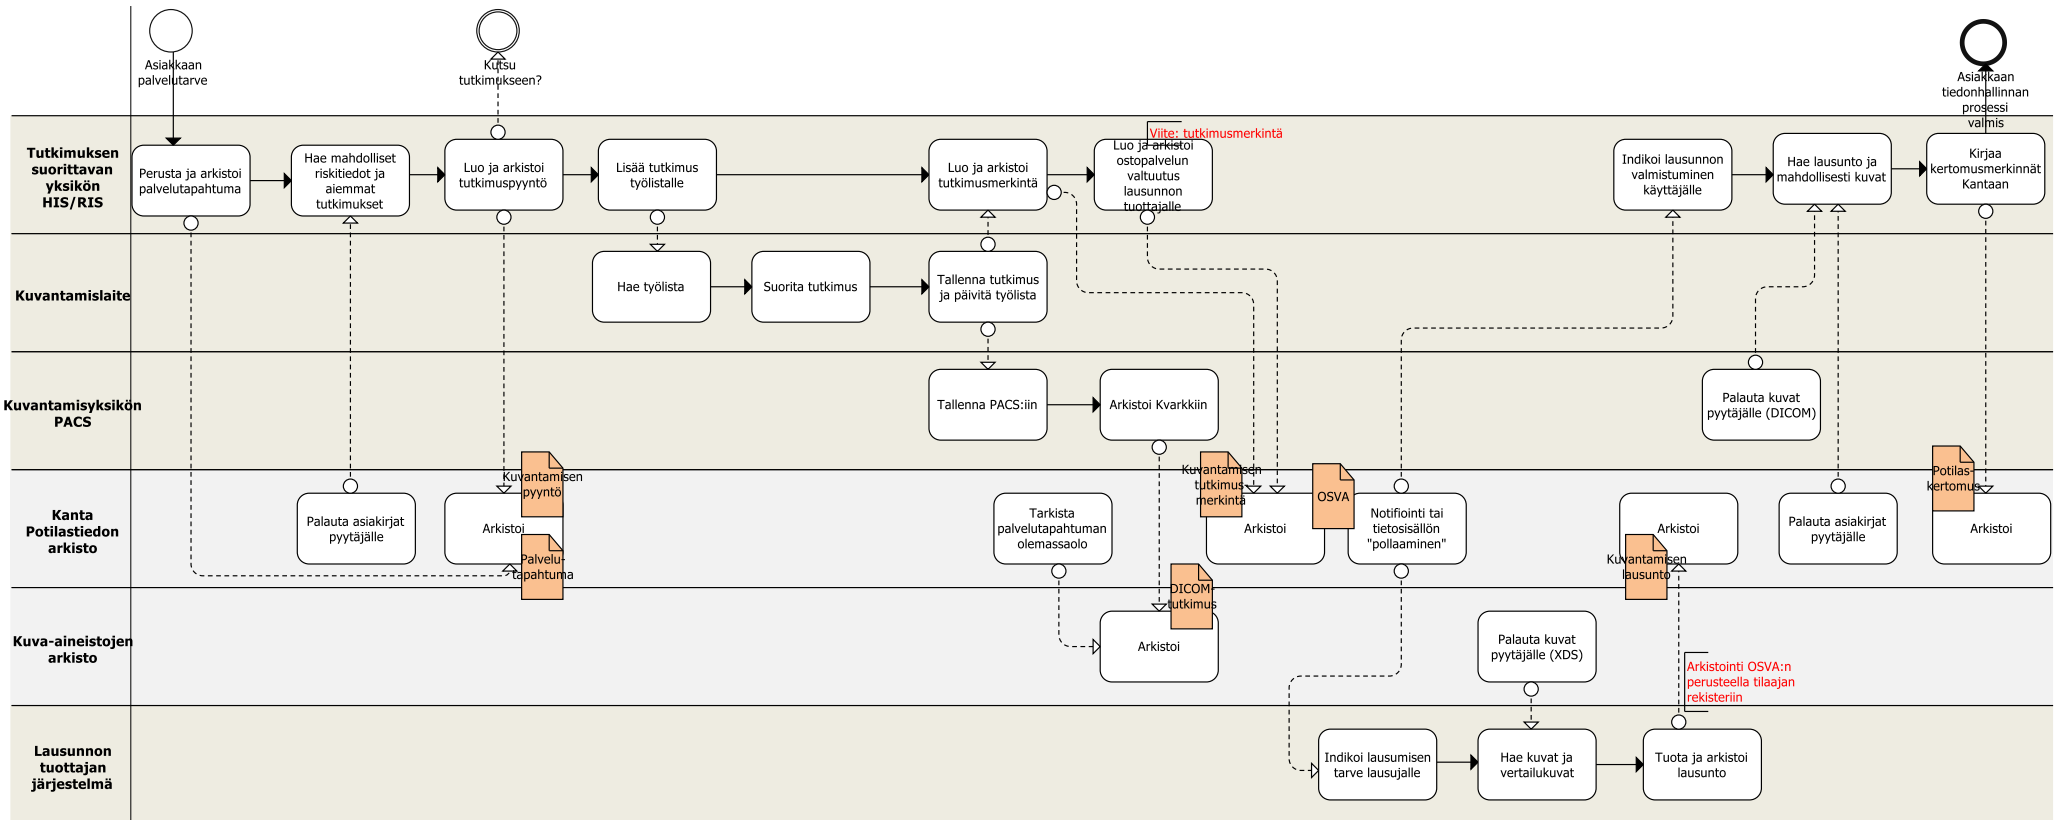 Asiakkaan
palvelutarve
Kutsu
tutkimukseen?
Asiakkaan
tiedonhallinnan
prosessi
valmis
Tutkimuksen
suorittavan
yksikön
HIS/RIS
Perusta ja arkistoi
palvelutapahtuma
Hae mahdolliset
riskitiedot ja
aiemmat
tutkimukset
Luo ja arkistoi
tutkimuspyyntö
Lisää tutkimus
työlistalle
Luo ja arkistoi
tutkimusmerkintä
Viite: tutkimusmerkintä
Luo ja arkistoi
ostopalvelun
valtuutus
lausunnon
tuottajalle
Indikoi lausunnon
valmistuminen
käyttäjälle
Hae lausunto ja
mahdollisesti kuvat
Kirjaa
kertomusmerkinnät
Kantaan
Kuvantamislaite
Hae työlista
Suorita tutkimus
Tallenna tutkimus
ja päivitä työlista
Kuvantamisyksikön
PACS
Tallenna PACS:iin
Arkistoi Kvarkkiin
Palauta kuvat
pyytäjälle (DICOM)
Kanta
Potilastiedon
arkisto
Palauta asiakirjat
pyytäjälle
Arkistoi
Kuvantamisen
pyyntö
Palvelu-
tapahtuma
Tarkista
palvelutapahtuman
olemassaolo
Kuvantamisen
tutkimus
merkintä
Arkistoi
OSVA
Notifiointi tai
tietosisällön
"pollaaminen"
Arkistoi
Kuvantamisen
lausunto
Palauta asiakirjat
pyytäjälle
Potilas-
kertomus
Arkistoi
Kuva-aineistojen
arkisto
DICOM-
tutkimus
Arkistoi
Palauta kuvat
pyytäjälle (XDS)
Arkistointi OSVA:n
perusteella tilaajan
rekisteriin
Lausunnon
tuottajan
järjestelmä
Indikoi lausumisen
tarve lausujalle
Hae kuvat ja
vertailukuvat
Tuota ja arkistoi
lausunto